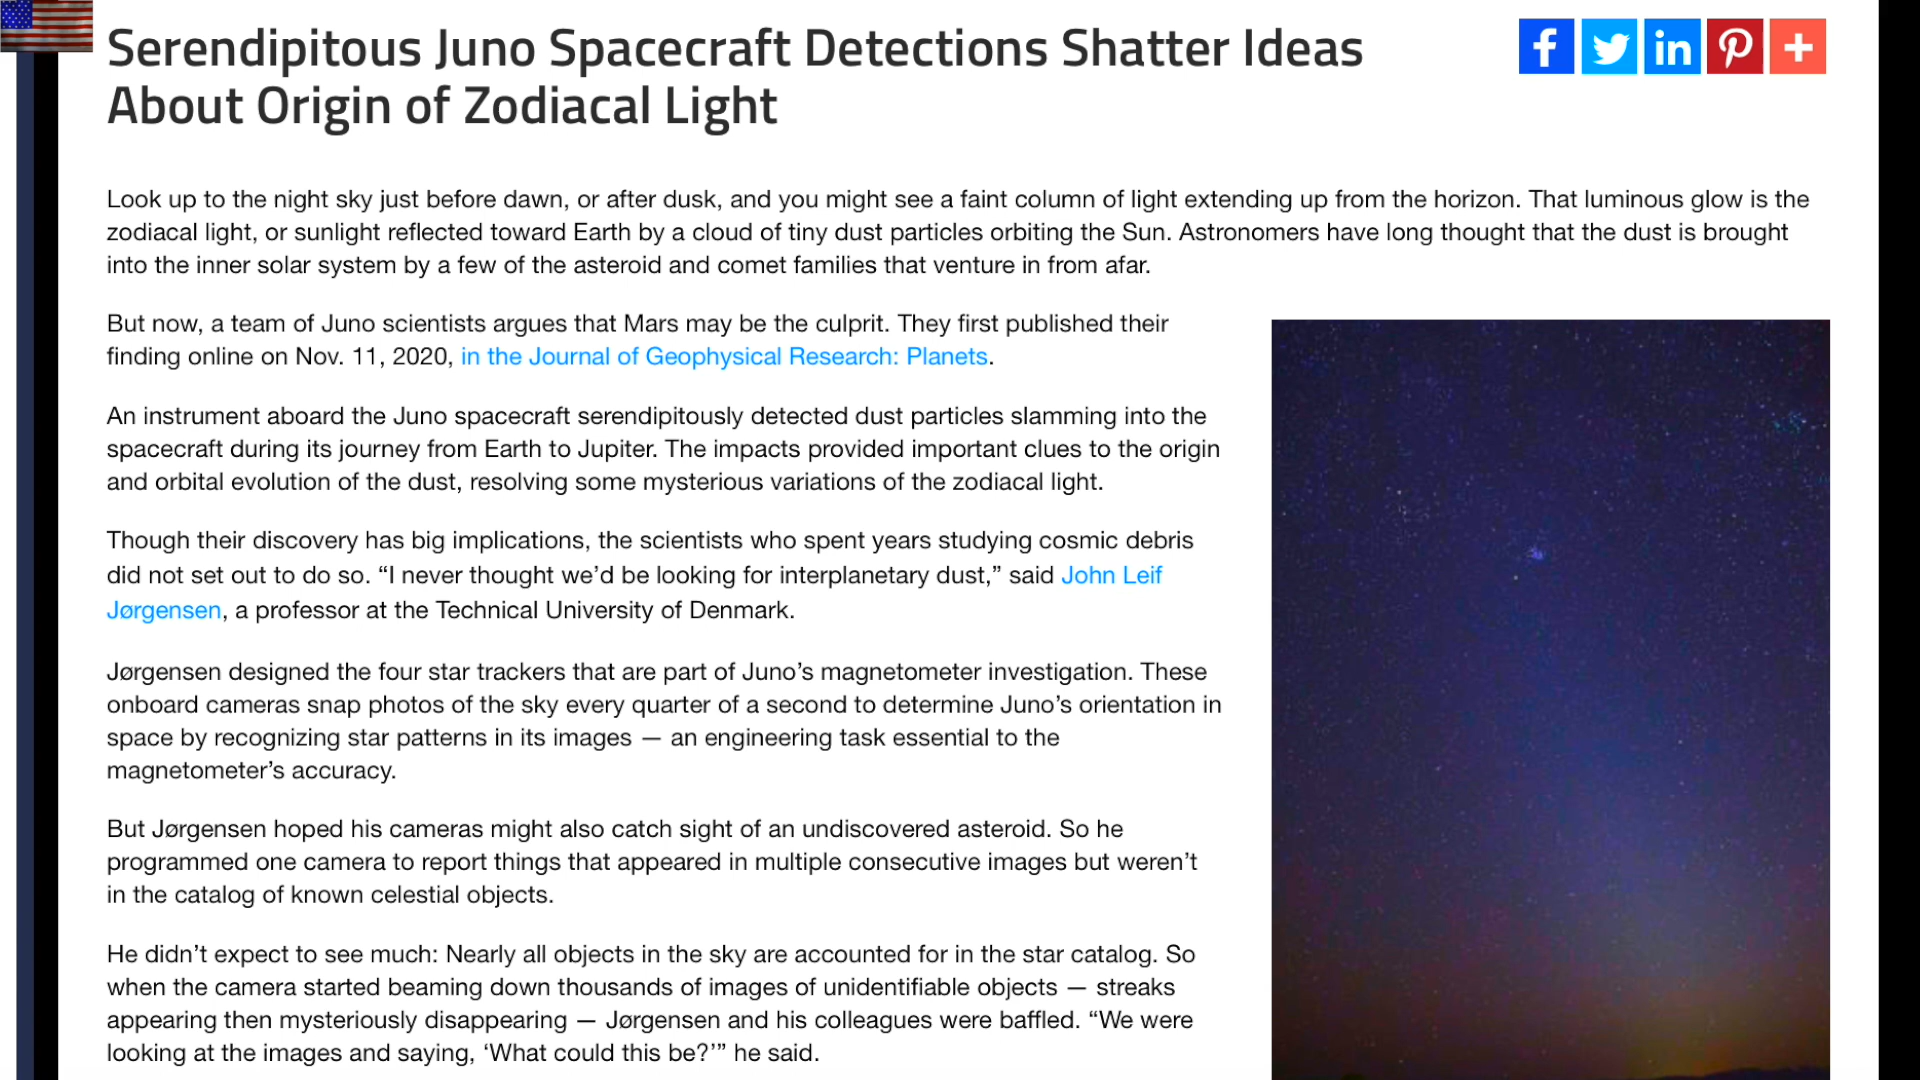 Serendipitous Juno Spacecraft Detections Shatter Ideas
About Origin of Zodiacal Light
Look up to the night sky just before dawn, or after dusk, and you might see a faint column of light extending up from the horizon. That luminous glow is the
zodiacal light, or sunlight reflected toward Earth by a cloud of tiny dust particles orbiting the Sun. Astronomers have long thought that the dust is brought
into the inner solar system by a few of the asteroid and comet families that venture in from afar.
But now, a team of Juno scientists argues that Mars may be the culprit. They first published their
finding online on Nov. 11, 2020, in the Journal of Geophysical Research: Planets.
An instrument aboard the Juno spacecraft serendipitously detected dust particles slamming into the
spacecraft during its journey from Earth to Jupiter. The impacts provided important clues to the origin
and orbital evolution of the dust, resolving some mysterious variations of the zodiacal light.
Though their discovery has big implications, the scientists who spent years studying cosmic debris
did not set out to do so. “I never thought we’d be looking for interplanetary dust,” said John Leif
Jørgensen, a professor at the Technical University of Denmark.
Jørgensen designed the four star trackers that are part of Juno’s magnetometer investigation. These
onboard cameras snap photos of the sky every quarter of a second to determine Juno’s orientation in
space by recognizing star patterns in its images — an engineering task essential to the
magnetometer’s accuracy.
But Jørgensen hoped his cameras might also catch sight of an undiscovered asteroid. So he
programmed one camera to report things that appeared in multiple consecutive images but weren’t
in the catalog of known celestial objects.
He didn’t expect to see much: Nearly all objects in the sky are accounted for in the star catalog. So
when the camera started beaming down thousands of images of unidentifiable objects — streaks
appearing then mysteriously disappearing — Jørgensen and his colleagues were baffled. “We were
looking at the images and saying, ‘What could this be?’” he said.